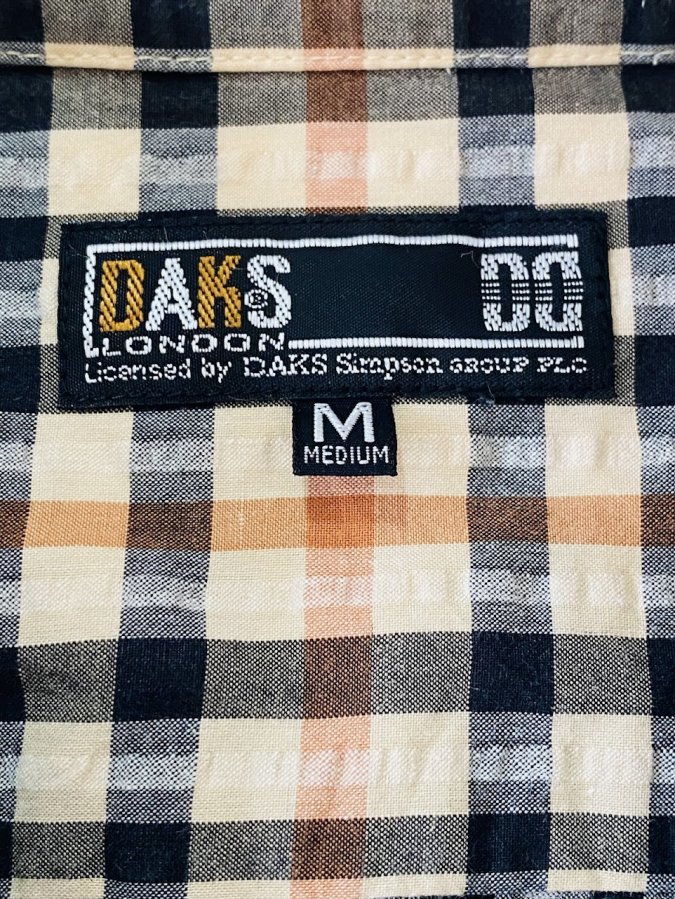 DAKS® DD
LONDON
Licensed by DAKS Simpson GROUP PLC
M
MEDIUM